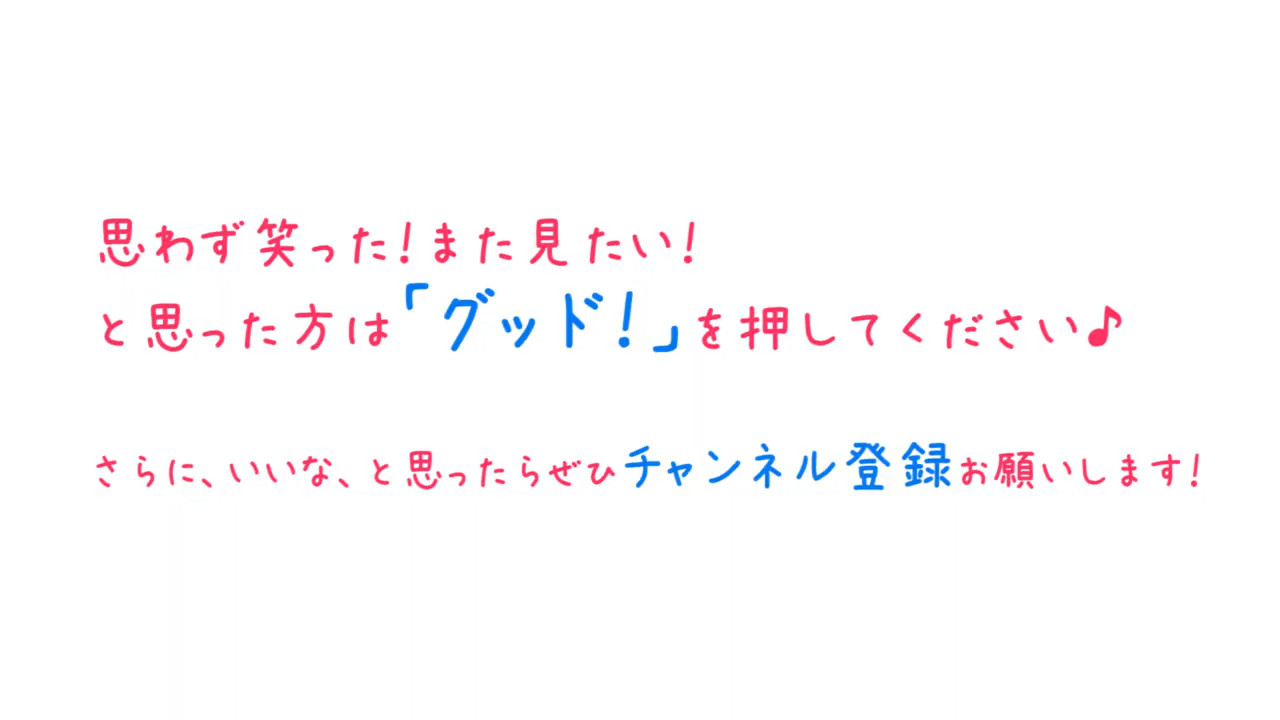 思わず笑った！また見たい！
と思った方は「グッド！」を押してください♪
さらに、いいな、と思ったらぜひチャンネル登録お願いします！